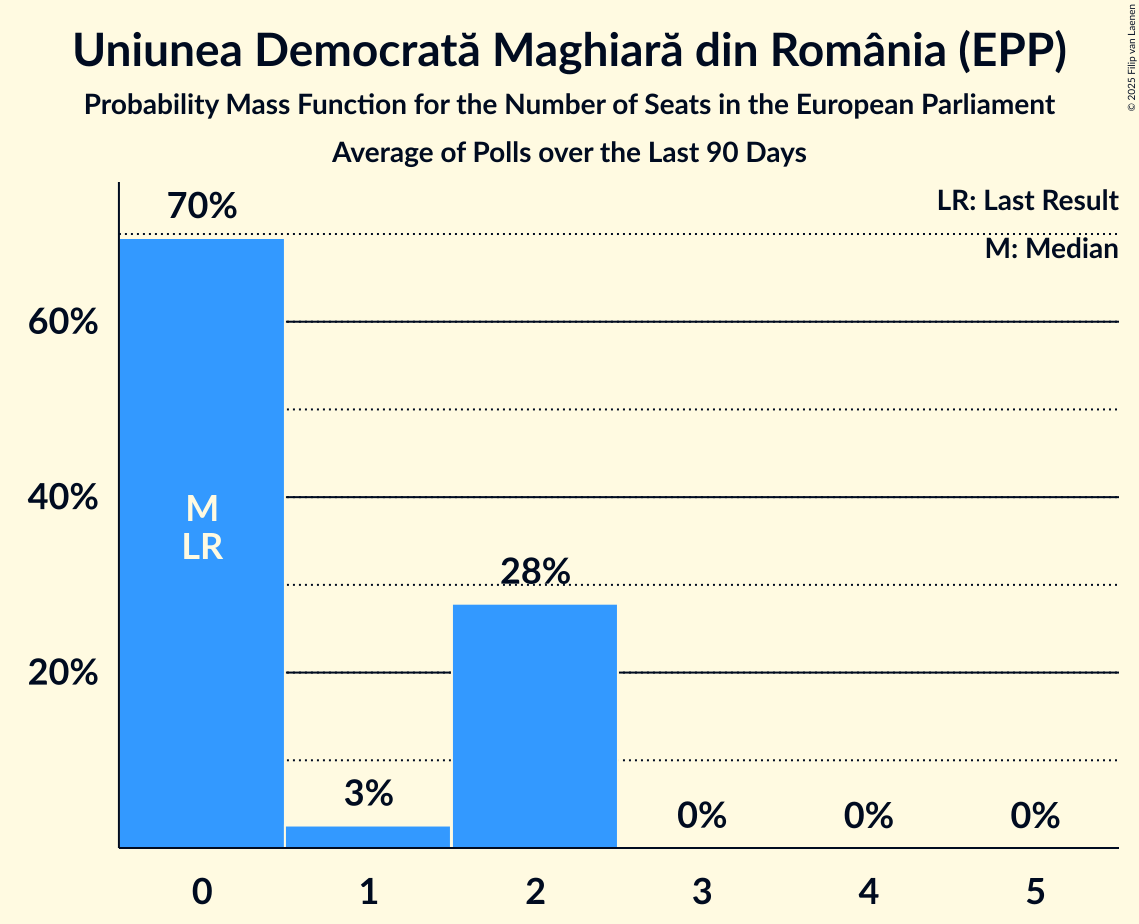 Uniunea Democrată Maghiară din România (EPP)
Probability Mass Function for the Number of Seats in the European Parliament
Average of Polls over the Last 90 Days
© 2025 Filip van Laenen
LR: Last Result
M: Median
70%
60%
40%
20%
M
LR
3%
28%
0%
0%
0%
0
1
2
3
4
5